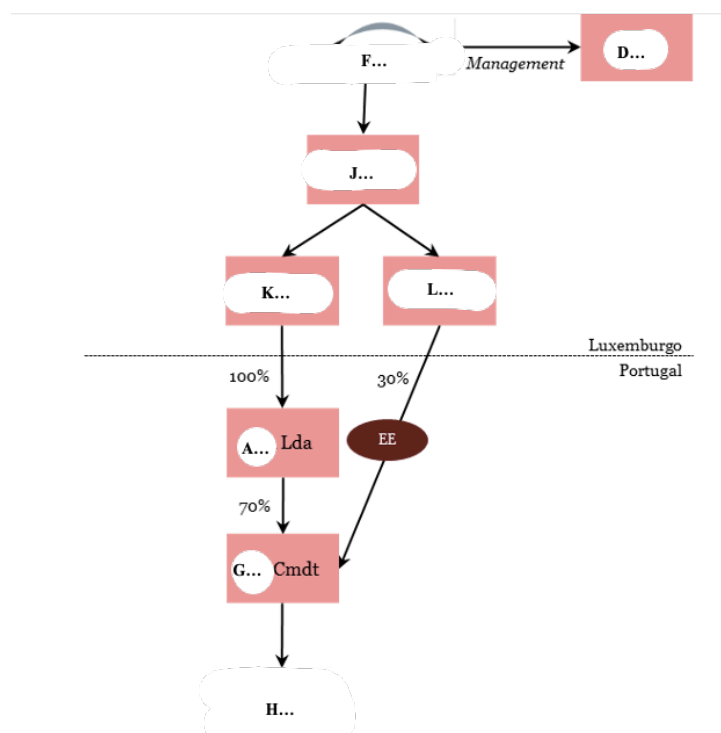 F...
Management
D...
J...
K...
L...
Luxemburgo
Portugal
100%
30%
A... Lda
EE
70%
G... Cmdt
H...